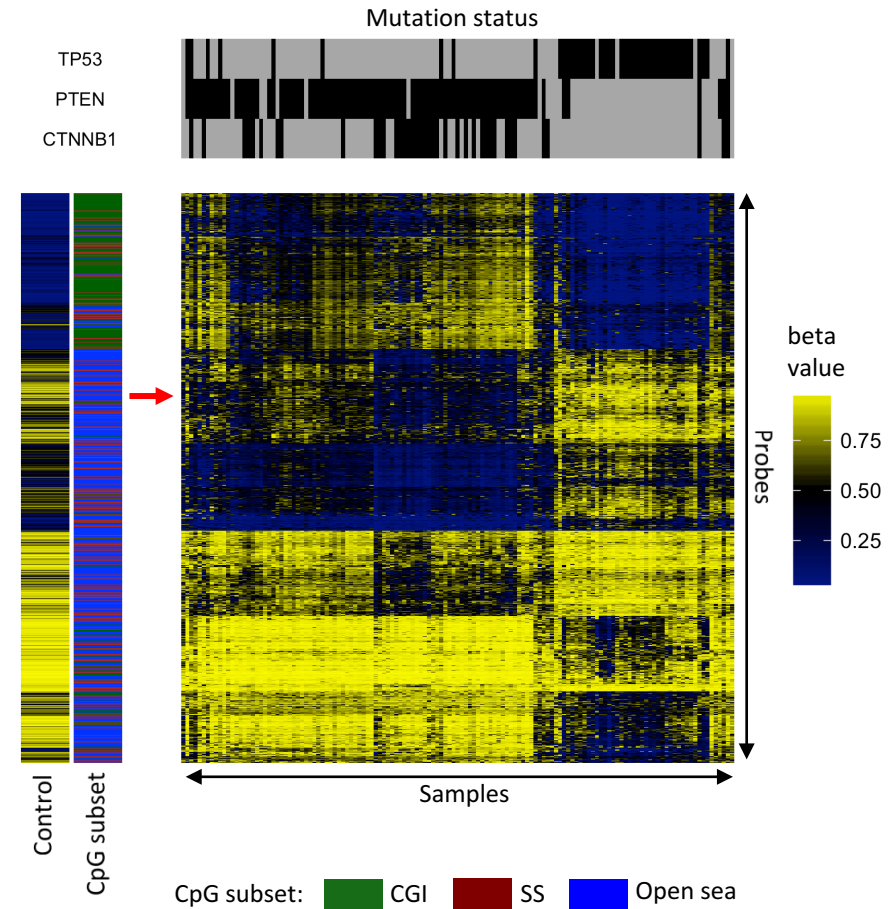 Mutation status
TP53
PTEN
CTNNB1
beta
value
0.75
0.50
0.25
Probes
Samples
Control
CpG subset
CpG subset: CGI SS Open sea